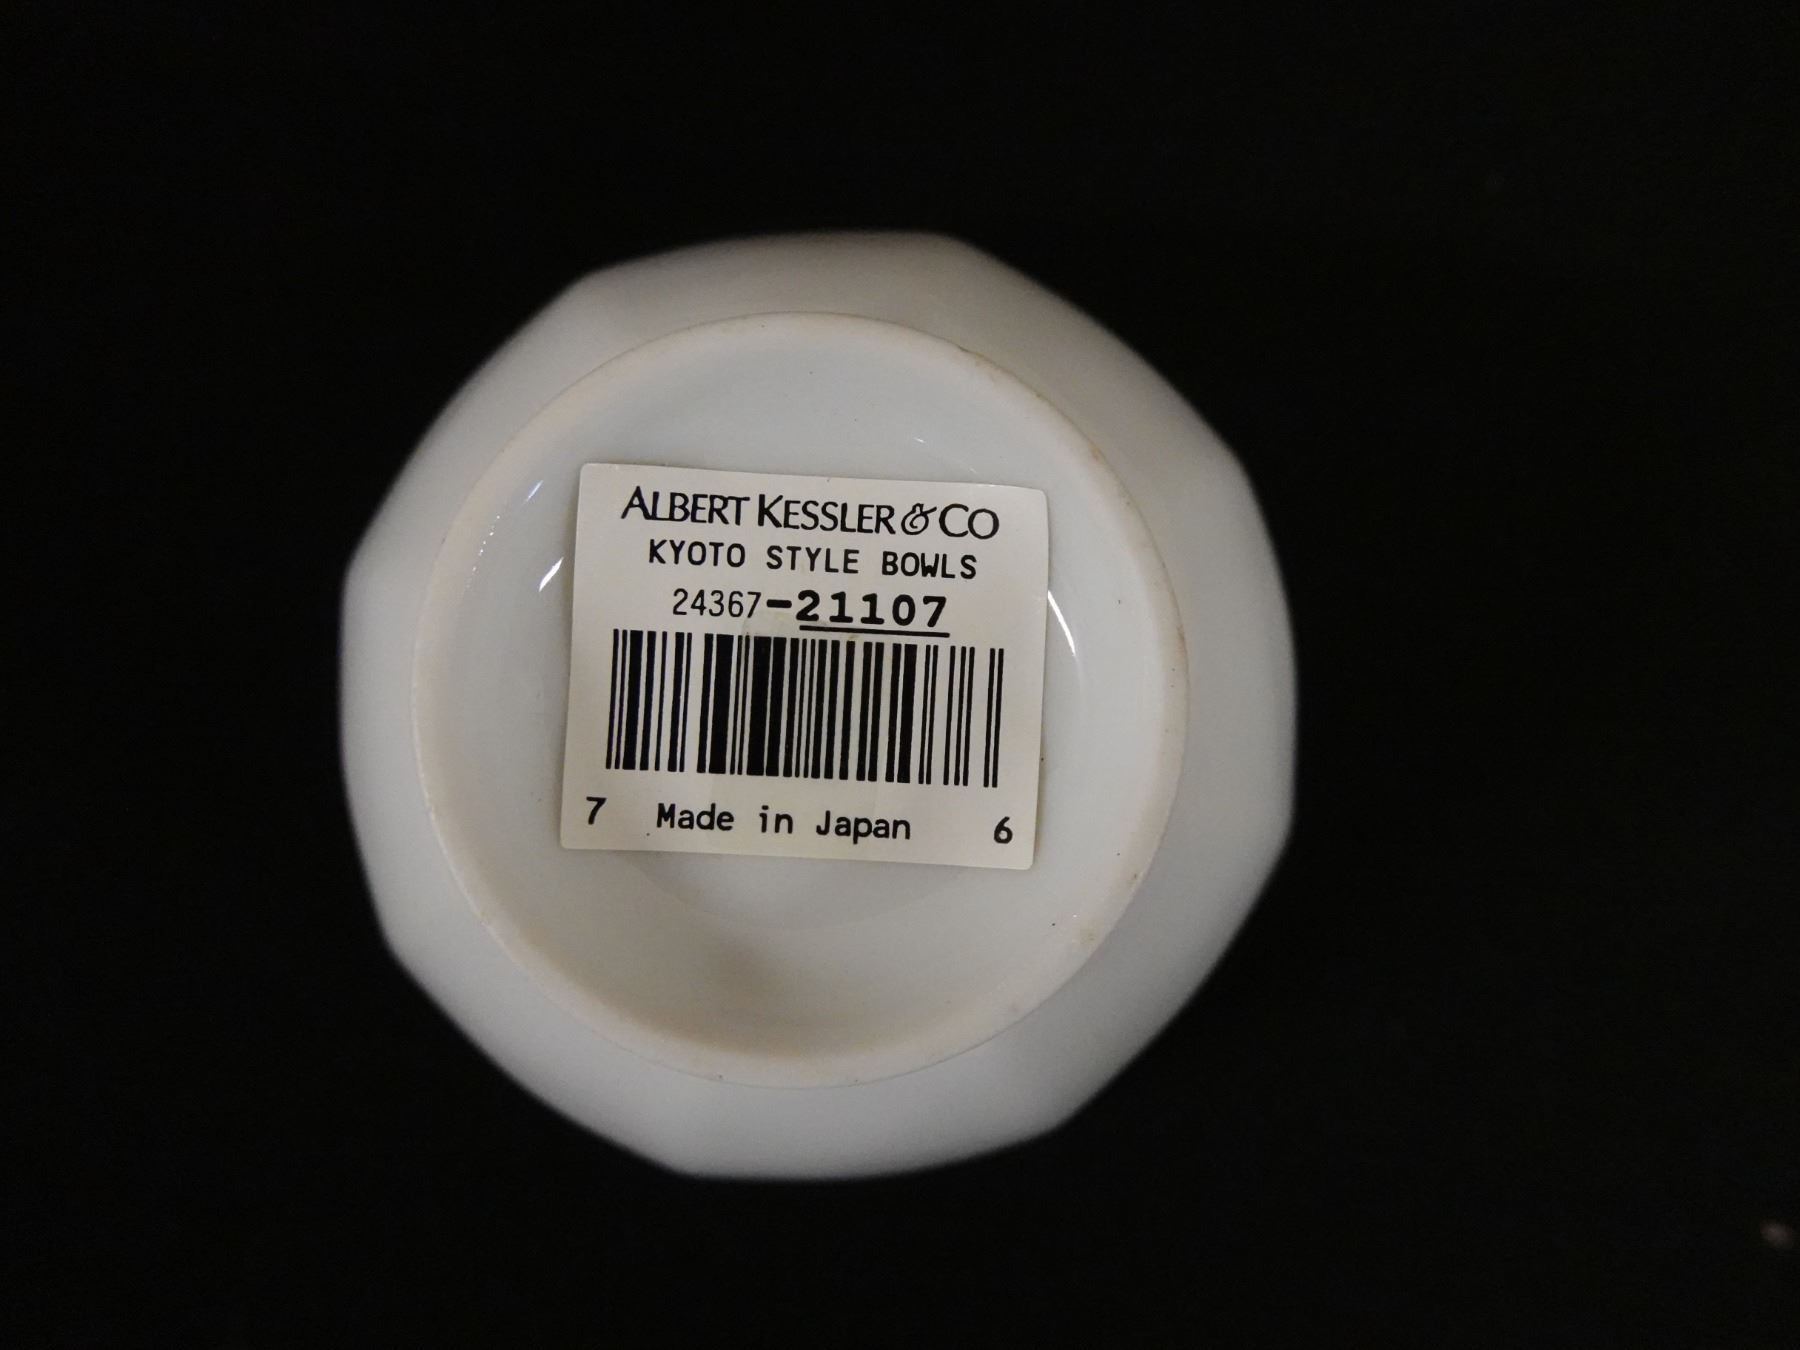 ALBERT KESSLER & CO
KYOTO STYLE BOWLS
24367-21107
7 Made in Japan 6